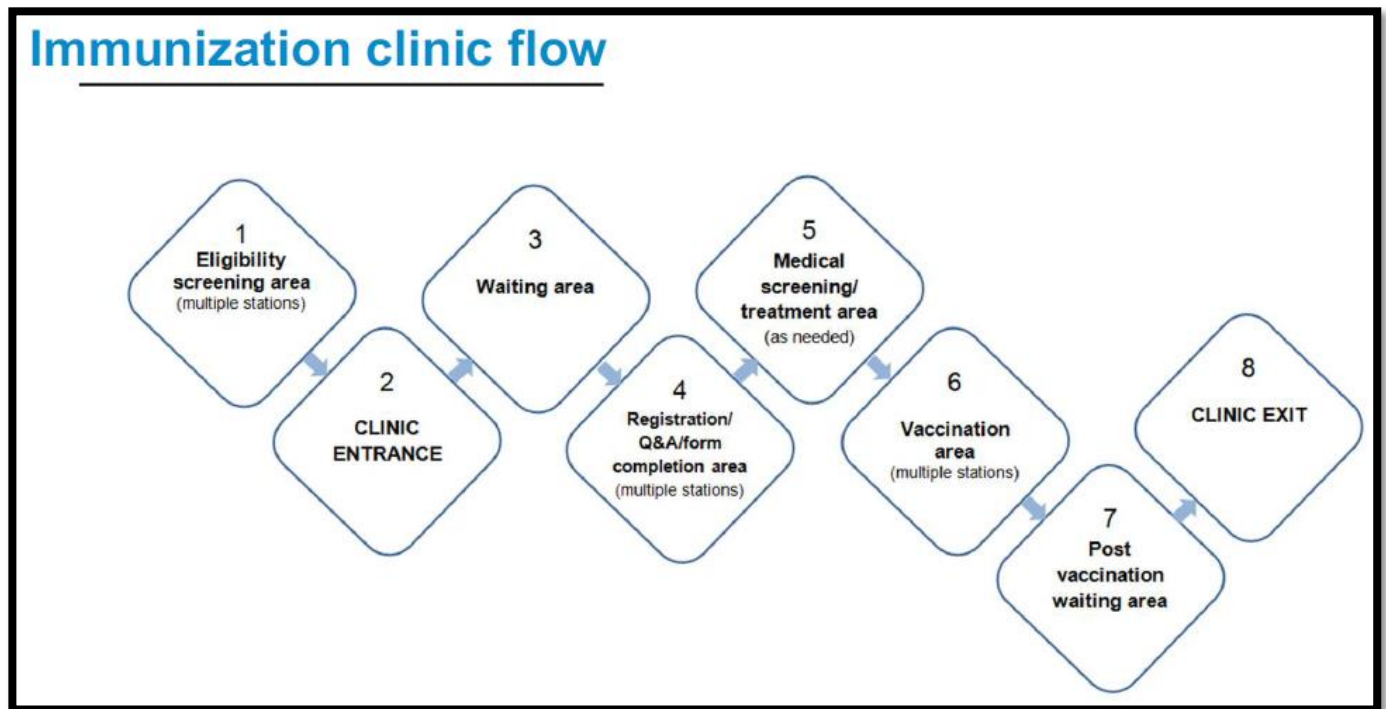 Immunization clinic flow
1
Eligibility
screening area
(multiple stations)
2
CLINIC
ENTRANCE
3
Waiting area
4
Registration/
Q&A/form
completion area
(multiple stations)
5
Medical
screening/
treatment area
(as needed)
6
Vaccination
area
(multiple stations)
7
Post
vaccination
waiting area
8
CLINIC EXIT